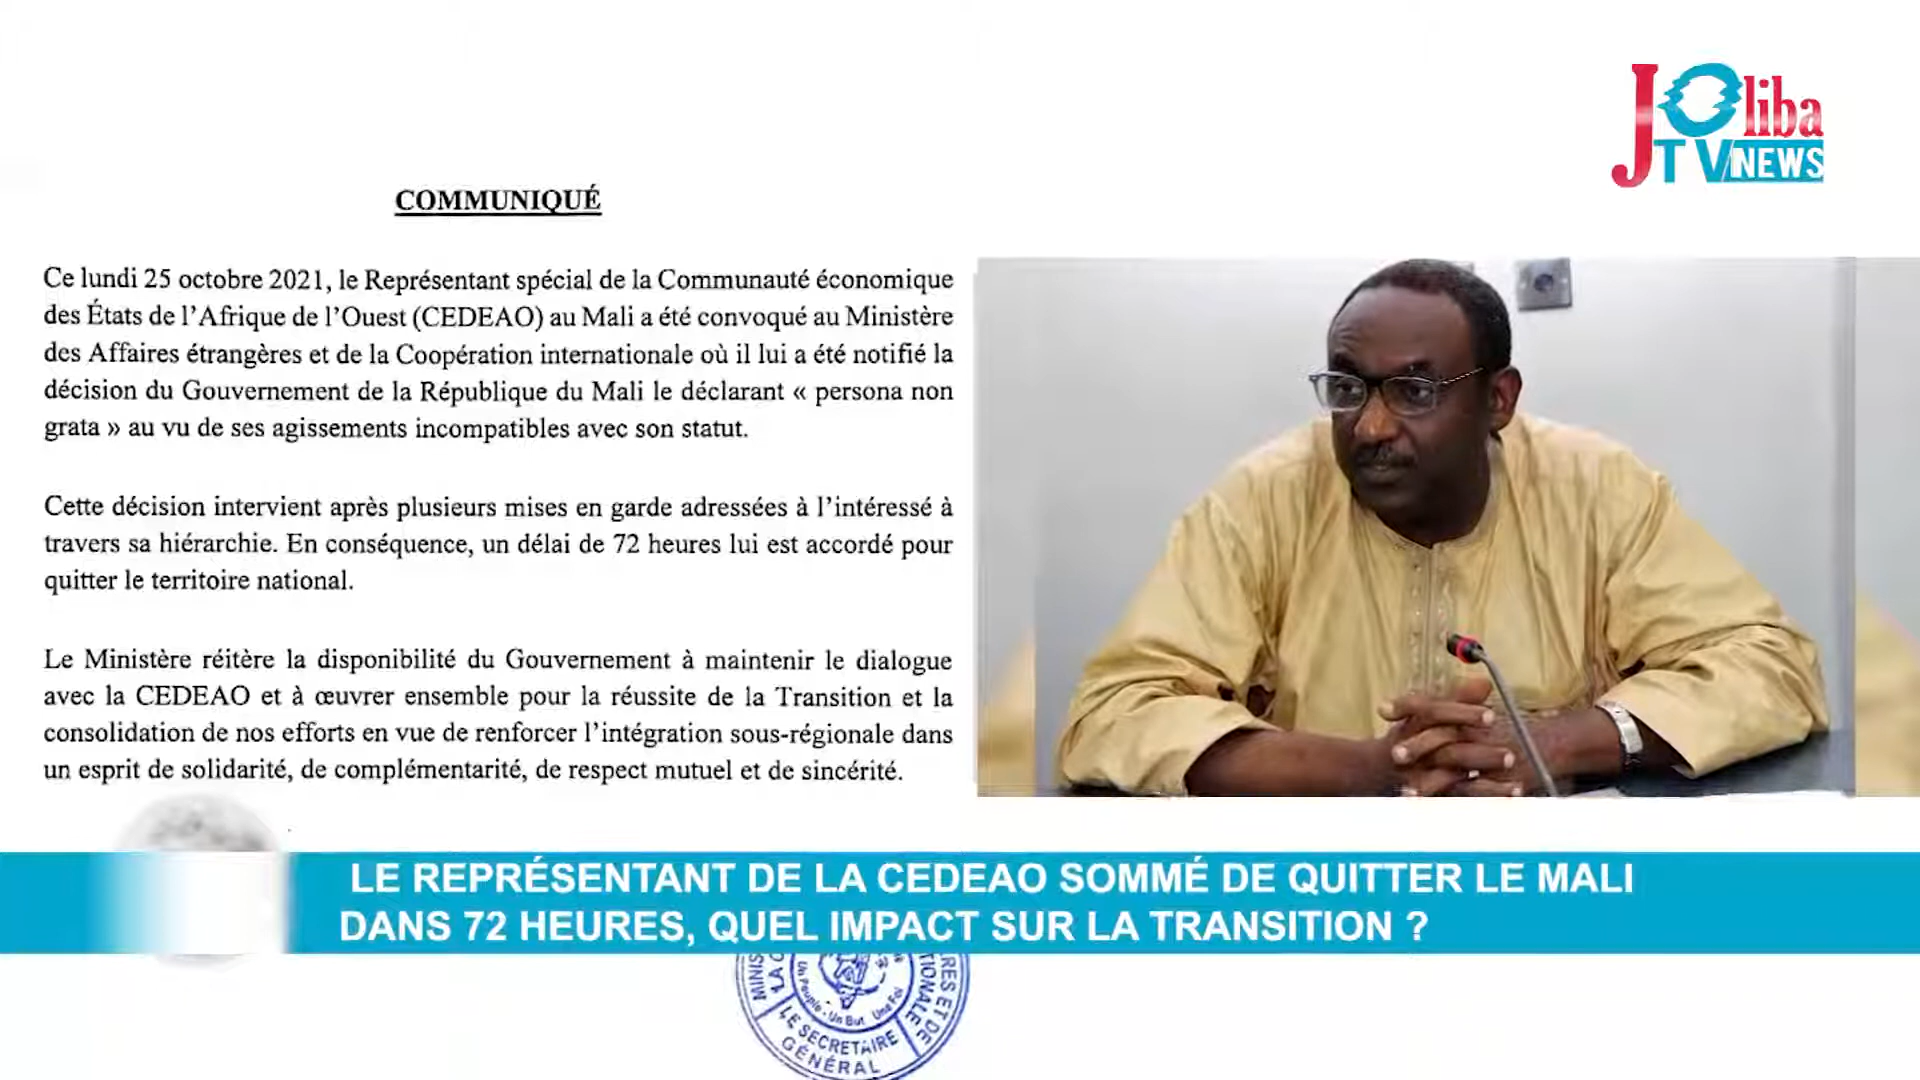 JOliba
TV NEWS
COMMUNIQUÉ
Ce lundi 25 octobre 2021, le Représentant spécial de la Communauté économique
des États de l’Afrique de l’Ouest (CEDEAO) au Mali a été convoqué au Ministère
des Affaires étrangères et de la Coopération internationale où il lui a été notifié la
décision du Gouvernement de la République du Mali le déclarant « persona non
grata » au vu de ses agissements incompatibles avec son statut.
Cette décision intervient après plusieurs mises en garde adressées à l’intéressé à
travers sa hiérarchie. En conséquence, un délai de 72 heures lui est accordé pour
quitter le territoire national.
Le Ministère réitère la disponibilité du Gouvernement à maintenir le dialogue
avec la CEDEAO et à œuvrer ensemble pour la réussite de la Transition et la
consolidation de nos efforts en vue de renforcer l’intégration sous-régionale dans
un esprit de solidarité, de complémentarité, de respect mutuel et de sincérité.
LE REPRÉSENTANT DE LA CEDEAO SOMMÉ DE QUITTER LE MALI
DANS 72 HEURES, QUEL IMPACT SUR LA TRANSITION ?
Un Peuple - Un But Une Foi
LE SECRETAIRE
GÉNÉRAL